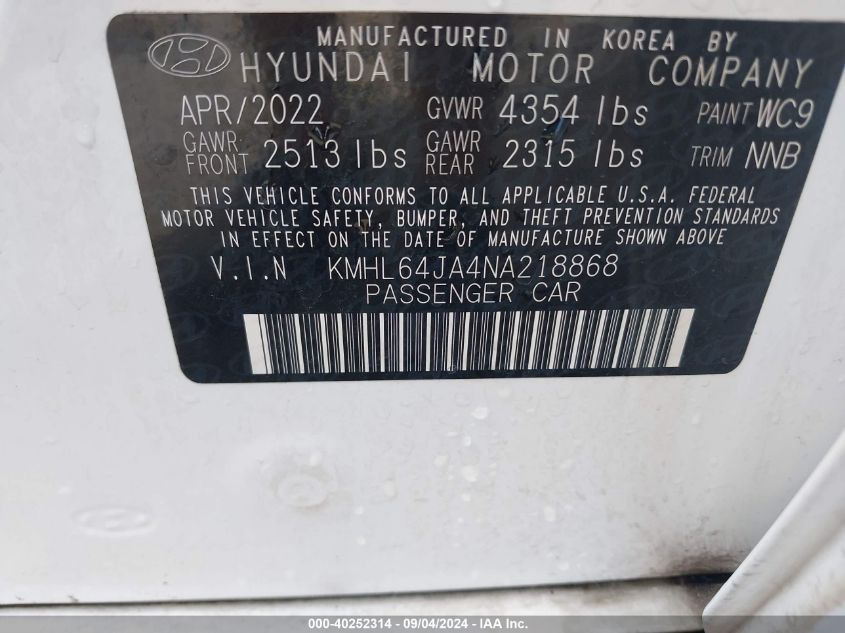 MANUFACTURED IN KOREA BY
HYUNDAI MOTOR COMPANY
APR/2022 GVWR 4354 lbs PAINT WC9
GAWR FRONT 2513 lbs GAWR REAR 2315 lbs TRIM NNB
THIS VEHICLE CONFORMS TO ALL APPLICABLE U.S.A. FEDERAL
MOTOR VEHICLE SAFETY, BUMPER, AND THEFT PREVENTION STANDARDS
IN EFFECT ON THE DATE OF MANUFACTURE SHOWN ABOVE
V.I.N KMHL64JA4NA218868
PASSENGER CAR
000-40252314 - 09/04/2024 - IAA Inc.